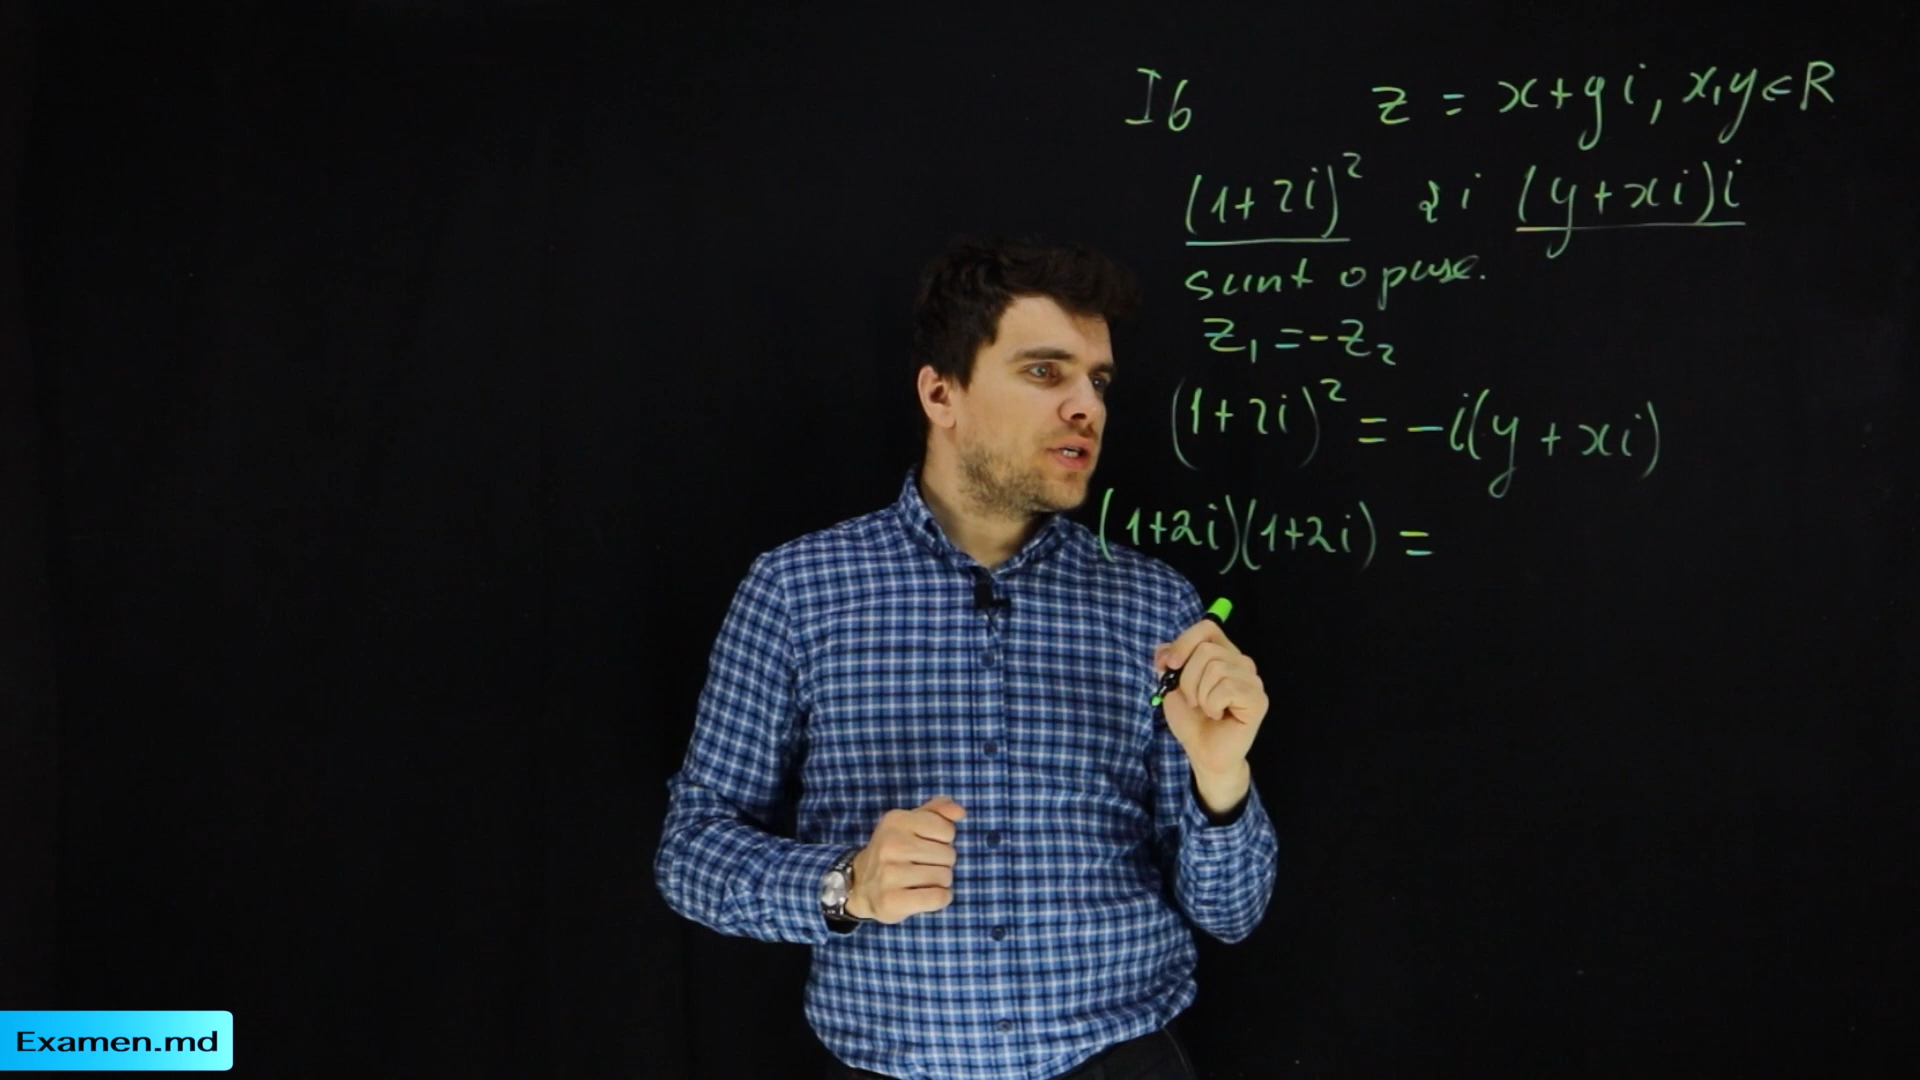 I6
z = x+yi, x,y∈R
(1+2i)² și (y+xi)i
sunt opuse.
z₁ = -z₂
(1+2i)² = -i(y+xi)
(1+2i)(1+2i) =
Examen.md